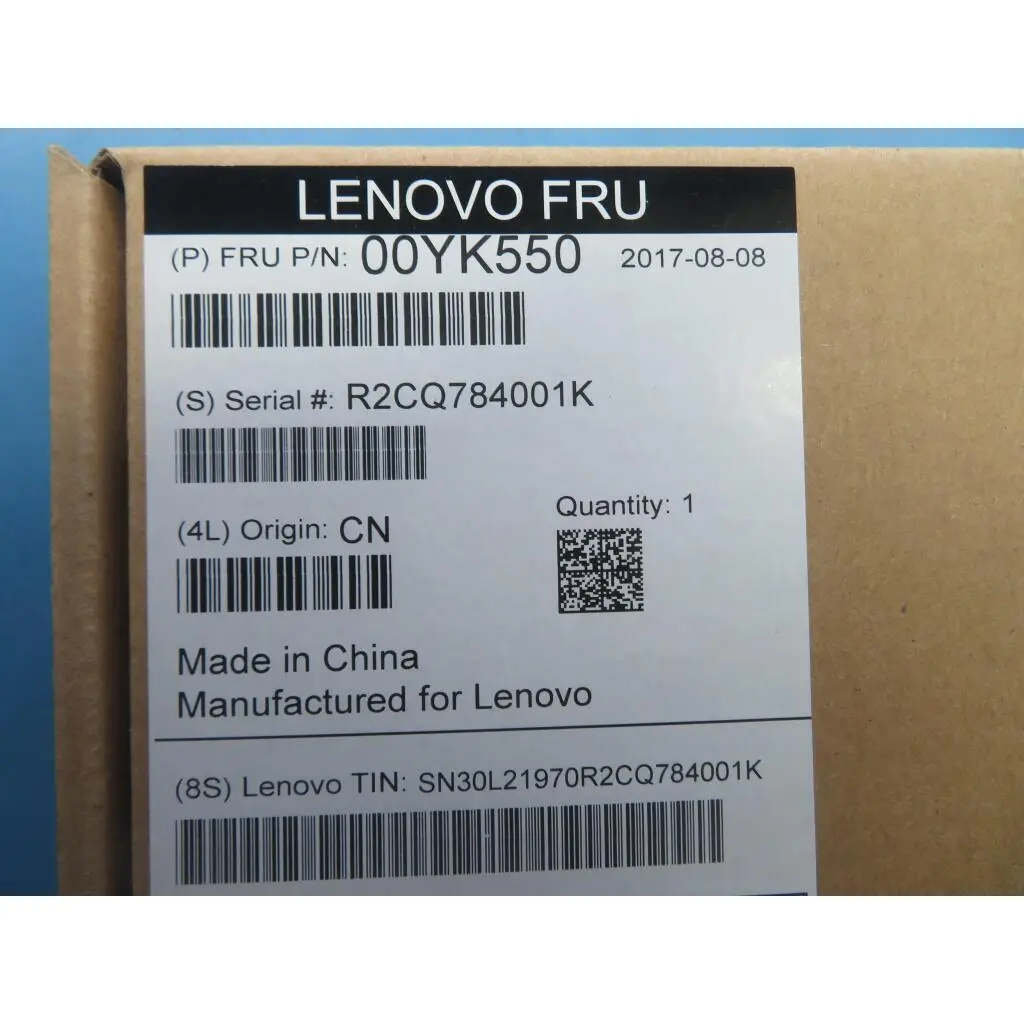 LENOVO FRU
(P) FRU P/N: 00YK550 2017-08-08
(S) Serial #: R2CQ784001K
(4L) Origin: CN
Quantity: 1
Made in China
Manufactured for Lenovo
(8S) Lenovo TIN: SN30L21970R2CQ784001K